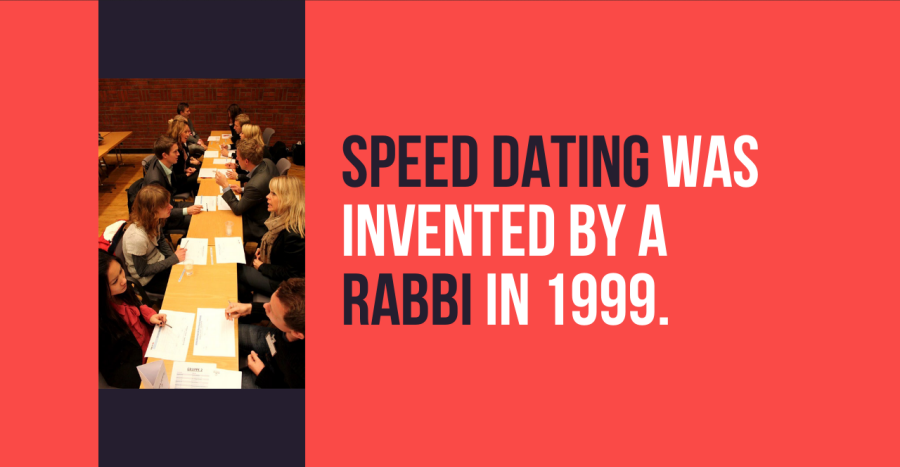 SPEED DATING WAS
INVENTED BY A
RABBI IN 1999.